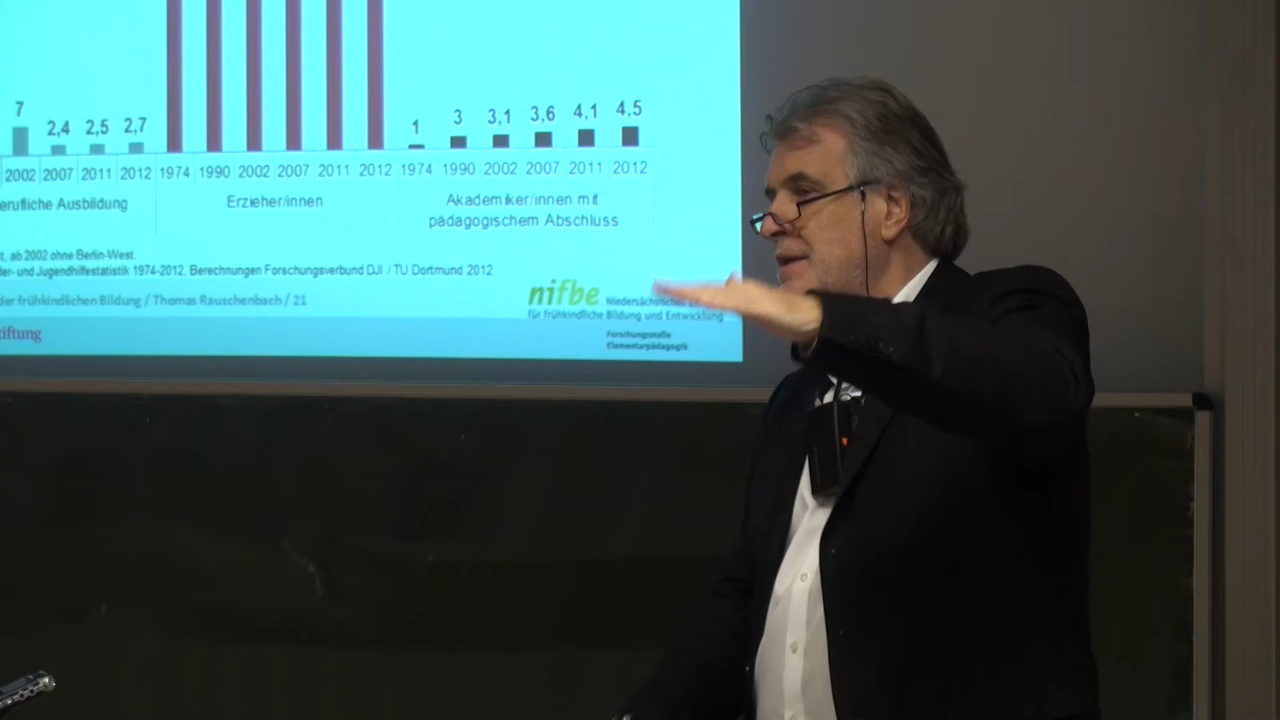 7
2,4
2,5
2,7
1
3
3,1
3,6
4,1
4,5
2002 2007 2011 2012 1974 1990 2002 2007 2011 2012 1974 1990 2002 2007 2011 2012
erufliche Ausbildung
Erzieher/innen
Akademiker/innen mit
pädagogischem Abschluss
t, ab 2002 ohne Berlin-West.
der- und Jugendhilfestatistik 1974-2012, Berechnungen Forschungsverbund DJI / TU Dortmund 2012
der frühkindlichen Bildung / Thomas Rauschenbach / 21
nifbe
für frühkindliche Bildung und Entwicklung
Forschungsstelle
Elementarpädagogik
tiftung